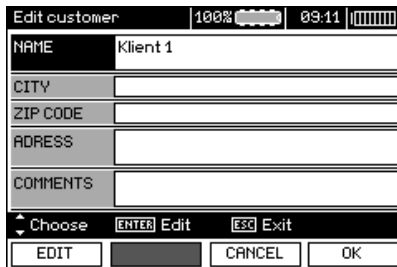 Edit customer 100% 09:11
NAME Klient 1
CITY
ZIP CODE
ADRESS
COMMENTS
Choose ENTER Edit ESC Exit
EDIT CANCEL OK